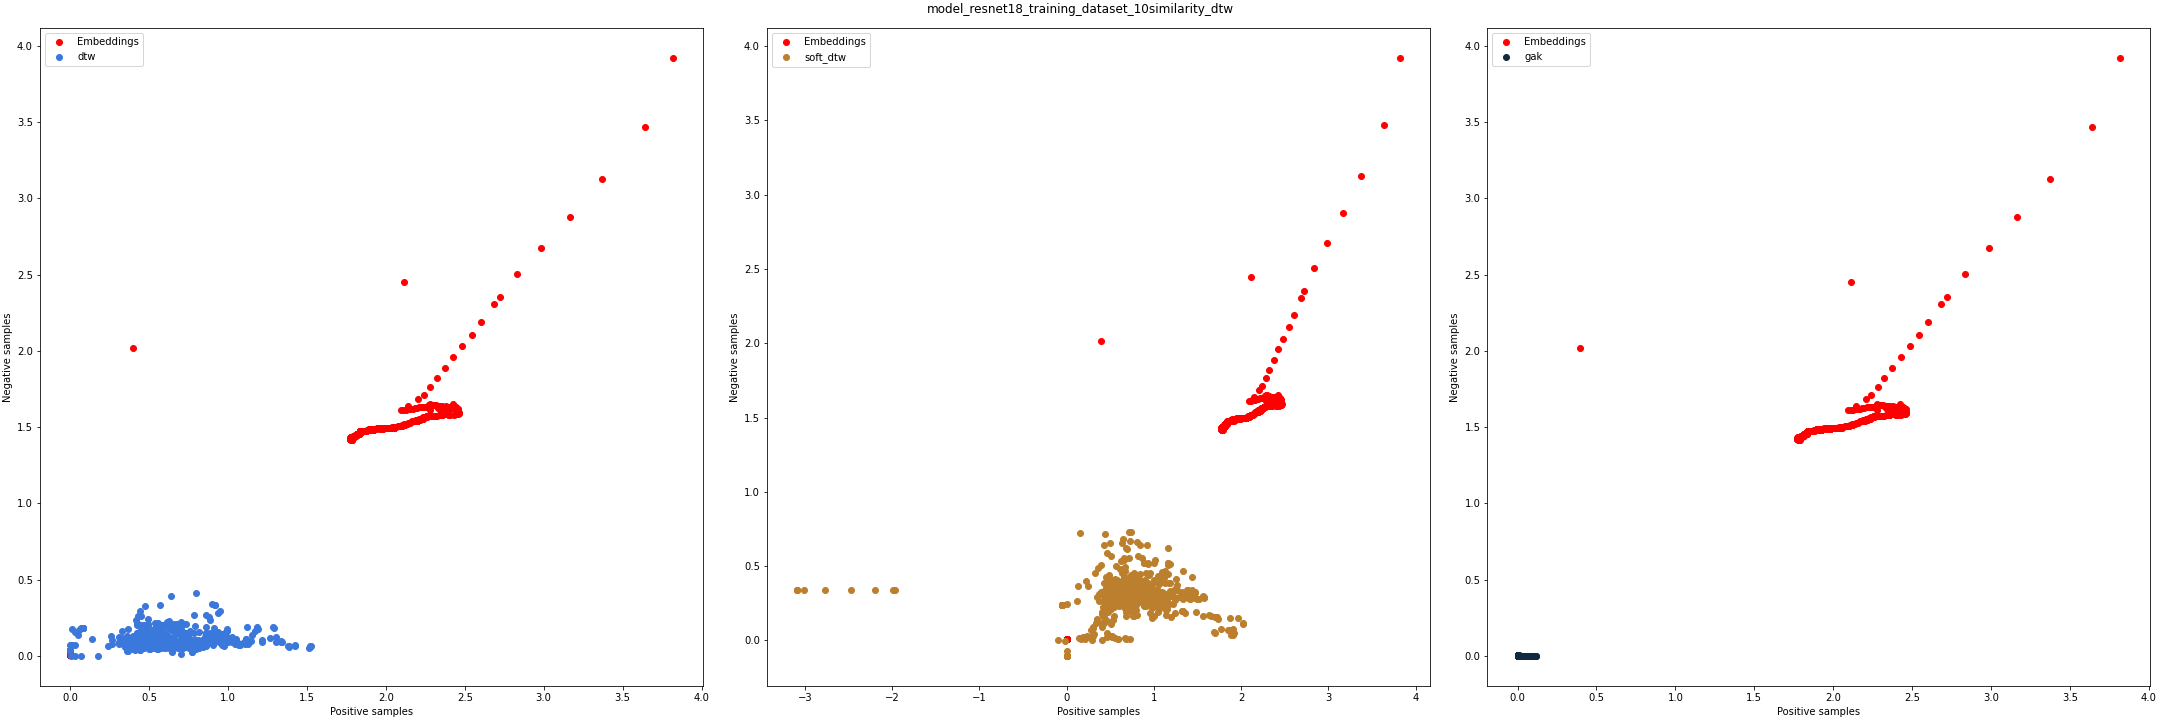 model_resnet18_training_dataset_10similarity_dtw
Embeddings
dtw
4.0
3.5
3.0
2.5
2.0
1.5
1.0
0.5
0.0
Negative samples
0.0 0.5 1.0 1.5 2.0 2.5 3.0 3.5 4.0
Positive samples
Embeddings
soft_dtw
4.0
3.5
3.0
2.5
2.0
1.5
1.0
0.5
0.0
Negative samples
−3 −2 −1 0 1 2 3 4
Positive samples
Embeddings
gak
4.0
3.5
3.0
2.5
2.0
1.5
1.0
0.5
0.0
Negative samples
0.0 0.5 1.0 1.5 2.0 2.5 3.0 3.5 4.0
Positive samples